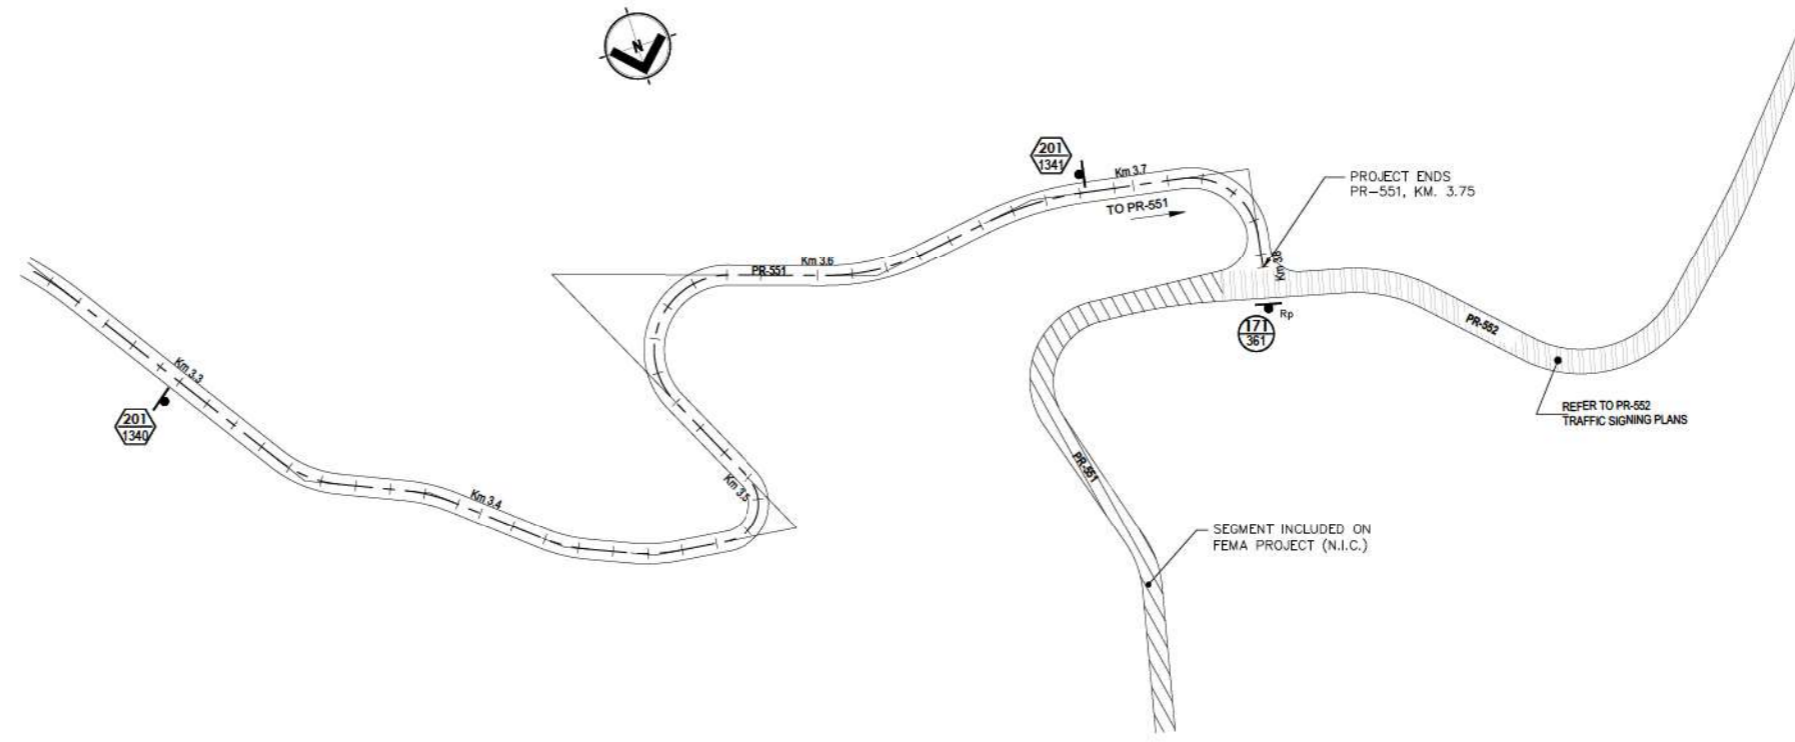 N
201
1341
Km 3.7
TO PR-551
PROJECT ENDS
PR-551, KM. 3.75
Km 3.6
PR-551
Km 3.8
Rp
171
361
PR-552
REFER TO PR-552
TRAFFIC SIGNING PLANS
Km 3.3
201
1340
Km 3.4
Km 3.5
PR-551
SEGMENT INCLUDED ON
FEMA PROJECT (N.I.C.)